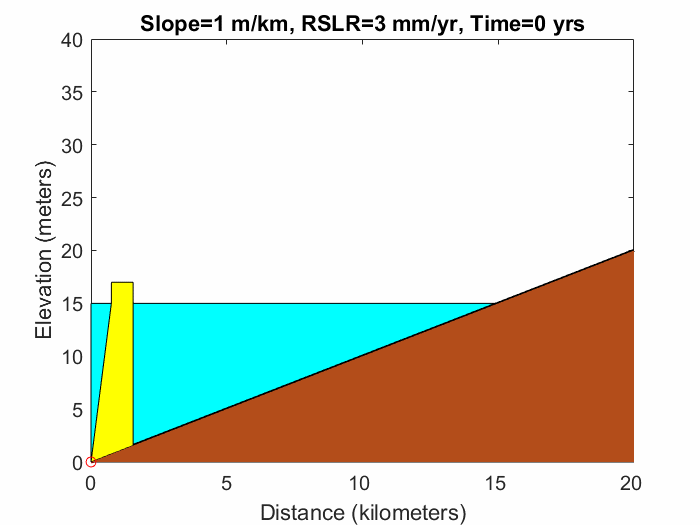 Slope=1 m/km, RSLR=3 mm/yr, Time=0 yrs
Elevation (meters)
40
35
30
25
20
15
10
5
0
0 5 10 15 20
Distance (kilometers)